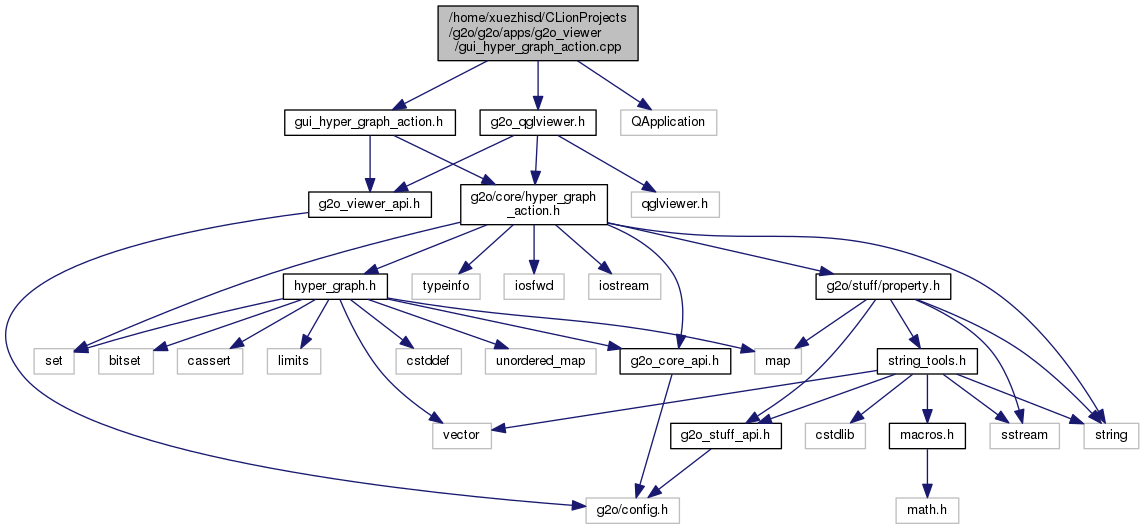 /home/xuezhisd/CLionProjects
/g2o/g2o/apps/g2o_viewer
/gui_hyper_graph_action.cpp
gui_hyper_graph_action.h
g2o_qglviewer.h
QApplication
g2o_viewer_api.h
g2o/core/hyper_graph
_action.h
qglviewer.h
hyper_graph.h
typeinfo
iosfwd
iostream
g2o/stuff/property.h
set
bitset
cassert
limits
cstddef
unordered_map
g2o_core_api.h
map
string_tools.h
vector
g2o_stuff_api.h
cstdlib
macros.h
sstream
string
g2o/config.h
math.h